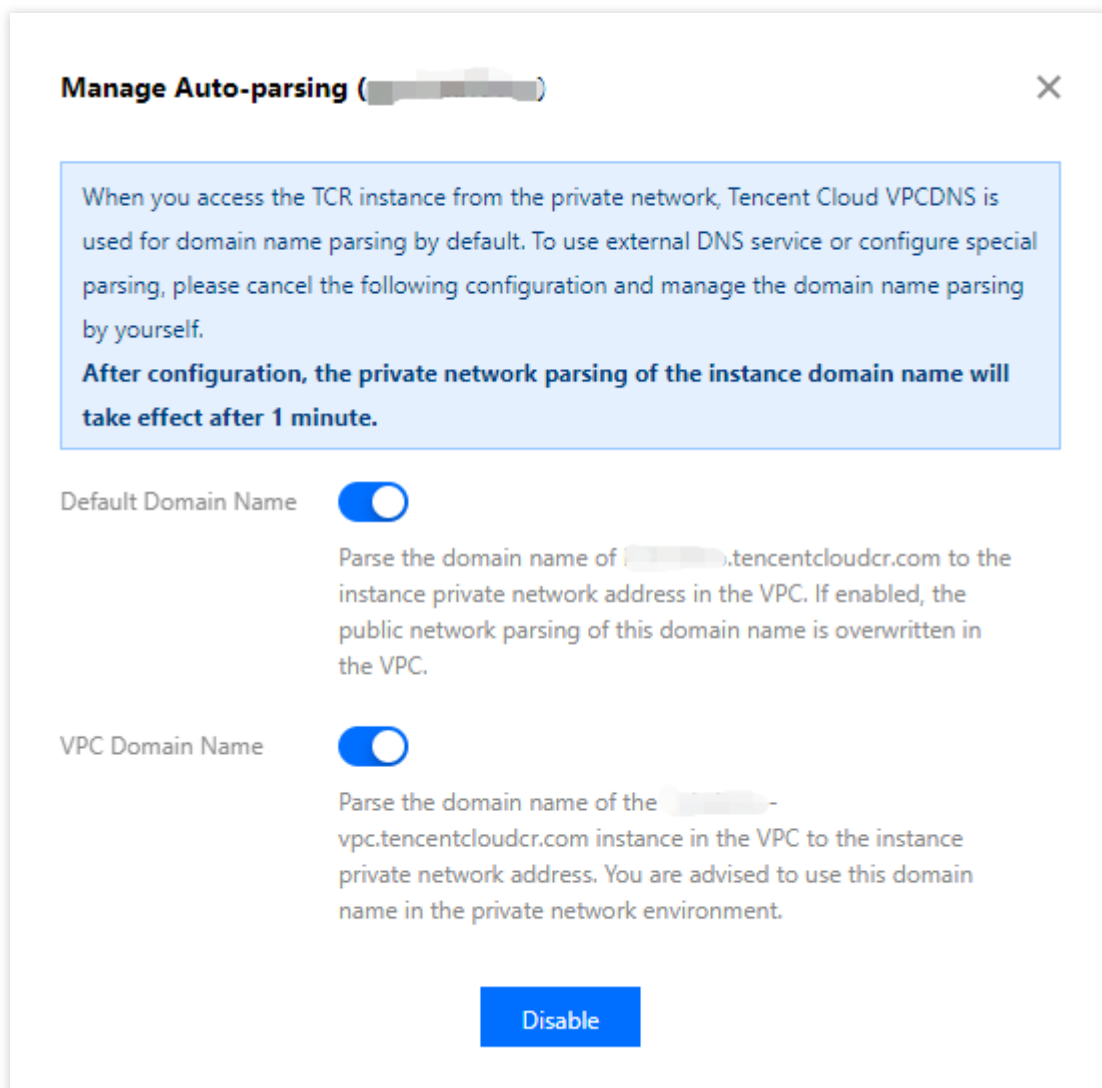 Manage Auto-parsing ( )
When you access the TCR instance from the private network, Tencent Cloud VPCDNS is
used for domain name parsing by default. To use external DNS service or configure special
parsing, please cancel the following configuration and manage the domain name parsing
by yourself.
After configuration, the private network parsing of the instance domain name will
take effect after 1 minute.
Default Domain Name
Parse the domain name of .tencentcloudcr.com to the
instance private network address in the VPC. If enabled, the
public network parsing of this domain name is overwritten in
the VPC.
VPC Domain Name
Parse the domain name of the -
vpc.tencentcloudcr.com instance in the VPC to the instance
private network address. You are advised to use this domain
name in the private network environment.
Disable